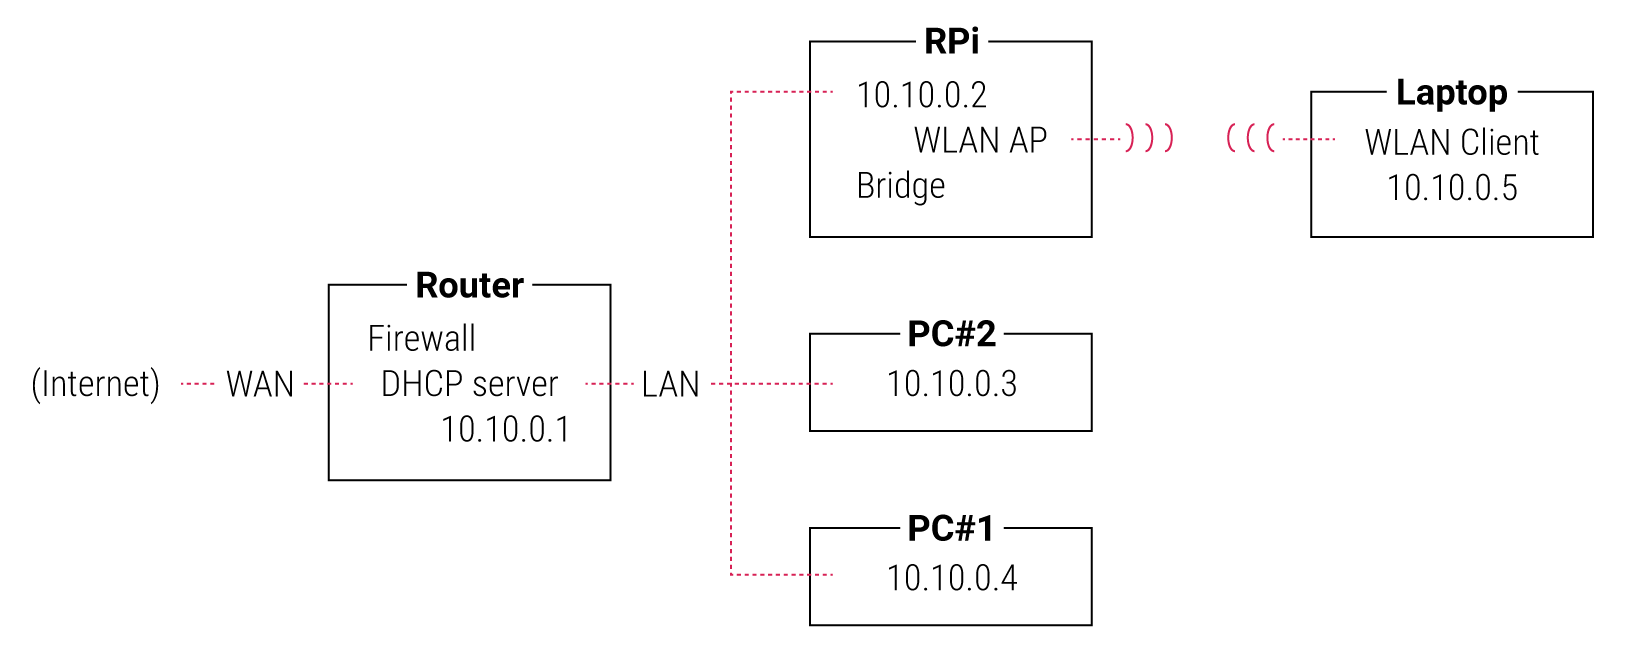 RPi
10.10.0.2
WLAN AP
Bridge
Laptop
WLAN Client
10.10.0.5
Router
Firewall
DHCP server
10.10.0.1
(Internet)
WAN
LAN
PC#2
10.10.0.3
PC#1
10.10.0.4